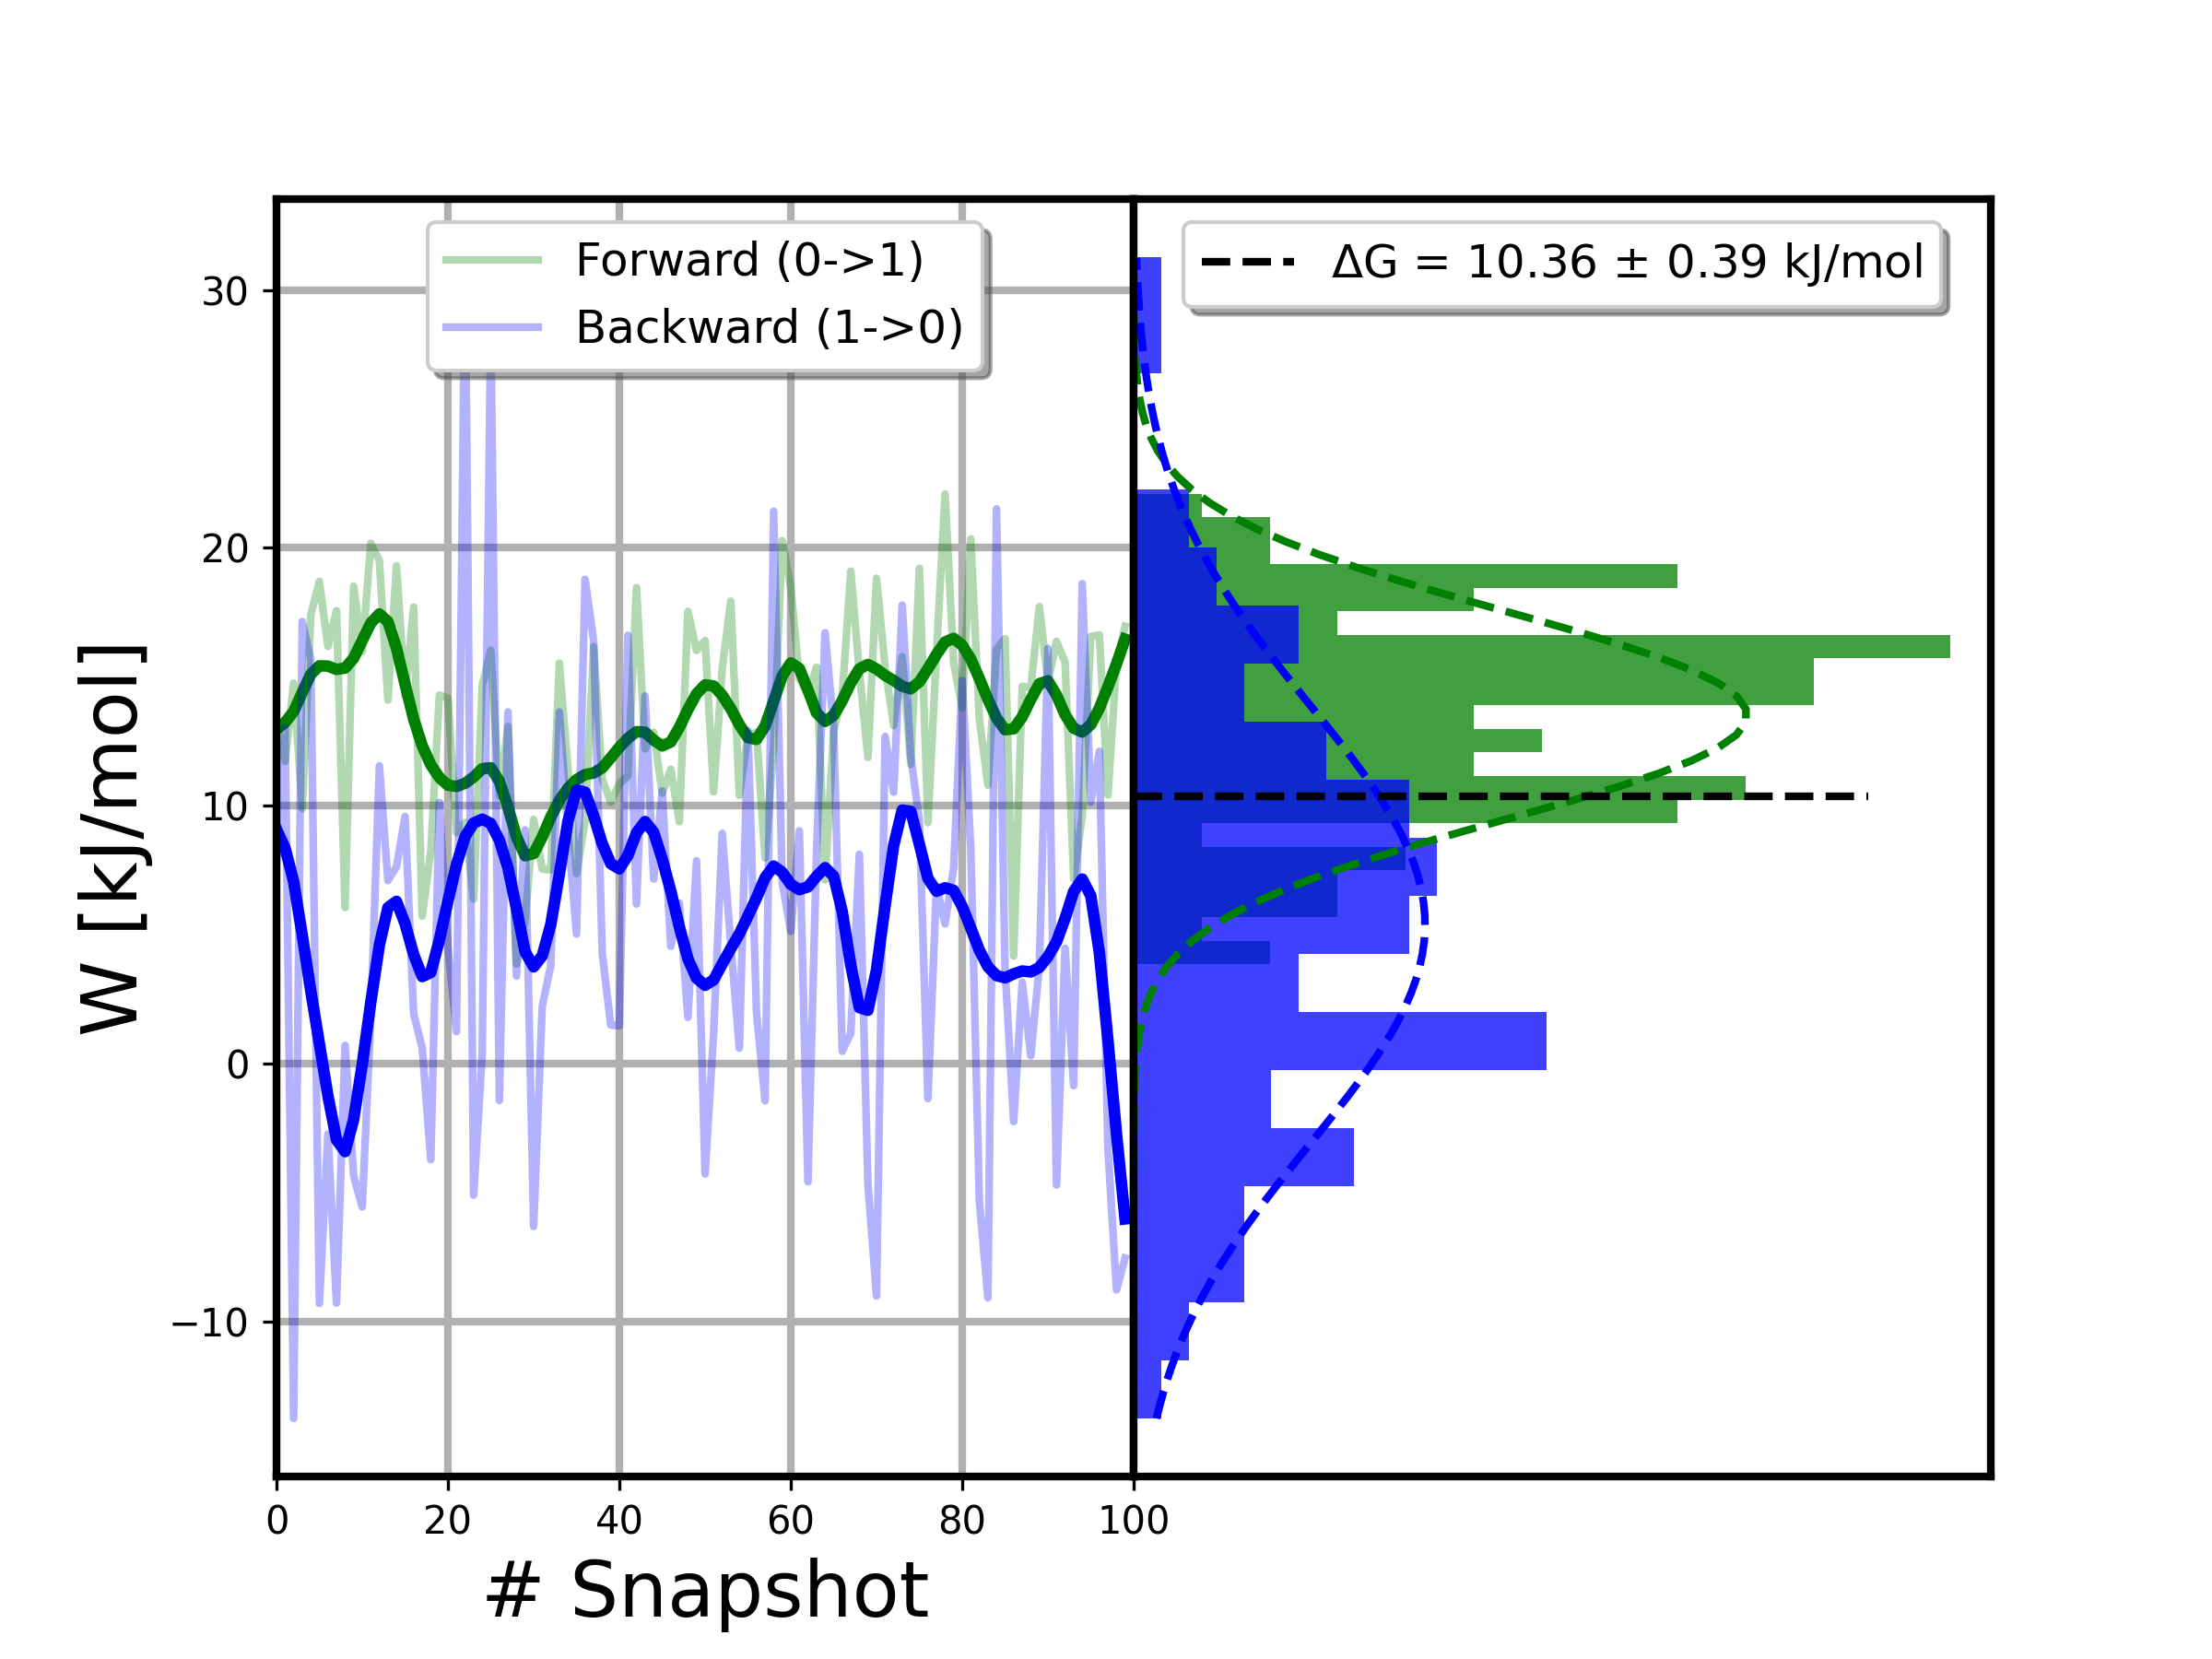 Forward (0->1)
Backward (1->0)
ΔG = 10.36 ± 0.39 kJ/mol
W [kJ/mol]
30
20
10
0
−10
0 20 40 60 80 100
# Snapshot